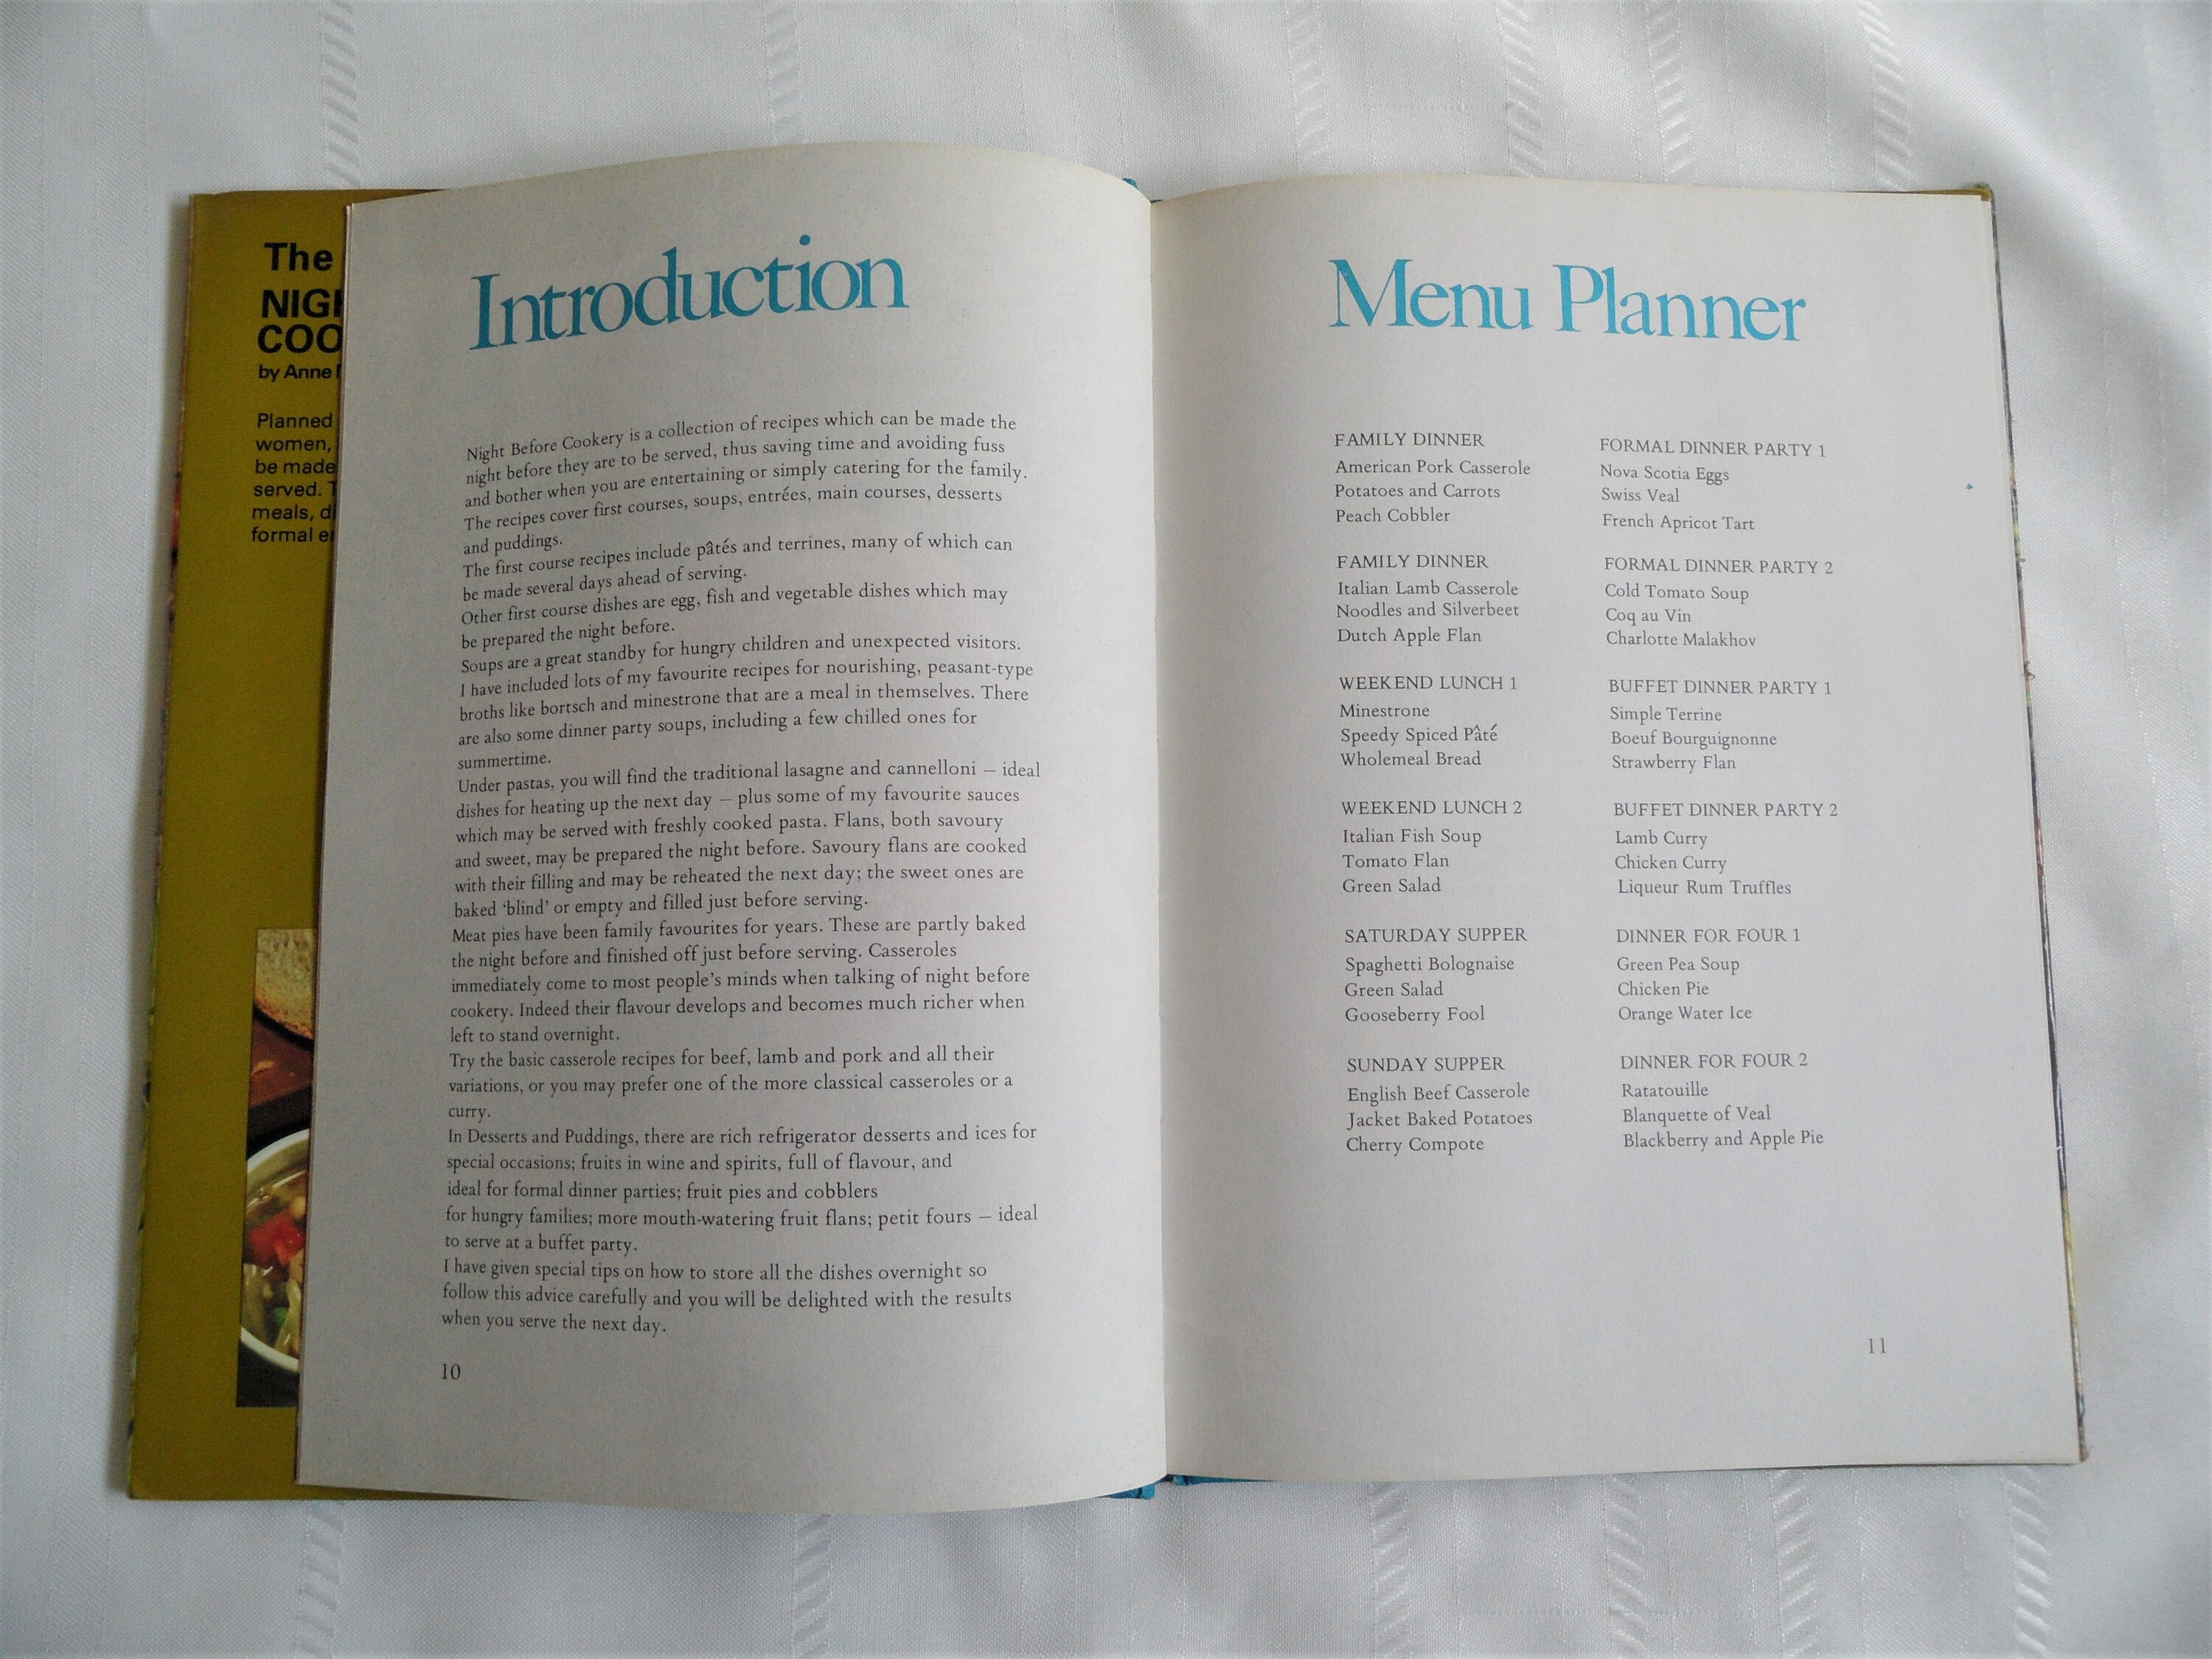 The
NIGH
COO
by Anne
Planned
women,
be made
served. T
meals, di
formal e
Introduction
Night Before Cookery is a collection of recipes which can be made the
night before they are to be served, thus saving time and avoiding fuss
and bother when you are entertaining or simply catering for the family.
The recipes cover first courses, soups, entrées, main courses, desserts
and puddings.
The first course recipes include pâtés and terrines, many of which can
be made several days ahead of serving.
Other first course dishes are egg, fish and vegetable dishes which may
be prepared the night before.
Soups are a great standby for hungry children and unexpected visitors.
I have included lots of my favourite recipes for nourishing, peasant-type
broths like bortsch and minestrone that are a meal in themselves. There
are also some dinner party soups, including a few chilled ones for
summertime.
Under pastas, you will find the traditional lasagne and cannelloni – ideal
dishes for heating up the next day – plus some of my favourite sauces
which may be served with freshly cooked pasta. Flans, both savoury
and sweet, may be prepared the night before. Savoury flans are cooked
with their filling and may be reheated the next day; the sweet ones are
baked ‘blind’ or empty and filled just before serving.
Meat pies have been family favourites for years. These are partly baked
the night before and finished off just before serving. Casseroles
immediately come to most people’s minds when talking of night before
cookery. Indeed their flavour develops and becomes much richer when
left to stand overnight.
Try the basic casserole recipes for beef, lamb and pork and all their
variations, or you may prefer one of the more classical casseroles or a
curry.
In Desserts and Puddings, there are rich refrigerator desserts and ices for
special occasions; fruits in wine and spirits, full of flavour, and
ideal for formal dinner parties; fruit pies and cobblers
for hungry families; more mouth-watering fruit flans; petit fours – ideal
to serve at a buffet party.
I have given special tips on how to store all the dishes overnight so
follow this advice carefully and you will be delighted with the results
when you serve the next day.
10
Menu Planner
FAMILY DINNER
American Pork Casserole
Potatoes and Carrots
Peach Cobbler
FAMILY DINNER
Italian Lamb Casserole
Noodles and Silverbeet
Dutch Apple Flan
WEEKEND LUNCH 1
Minestrone
Speedy Spiced Pâté
Wholemeal Bread
WEEKEND LUNCH 2
Italian Fish Soup
Tomato Flan
Green Salad
SATURDAY SUPPER
Spaghetti Bolognaise
Green Salad
Gooseberry Fool
SUNDAY SUPPER
English Beef Casserole
Jacket Baked Potatoes
Cherry Compote
FORMAL DINNER PARTY 1
Nova Scotia Eggs
Swiss Veal
French Apricot Tart
FORMAL DINNER PARTY 2
Cold Tomato Soup
Coq au Vin
Charlotte Malakhov
BUFFET DINNER PARTY 1
Simple Terrine
Boeuf Bourguignonne
Strawberry Flan
BUFFET DINNER PARTY 2
Lamb Curry
Chicken Curry
Liqueur Rum Truffles
DINNER FOR FOUR 1
Green Pea Soup
Chicken Pie
Orange Water Ice
DINNER FOR FOUR 2
Ratatouille
Blanquette of Veal
Blackberry and Apple Pie
11